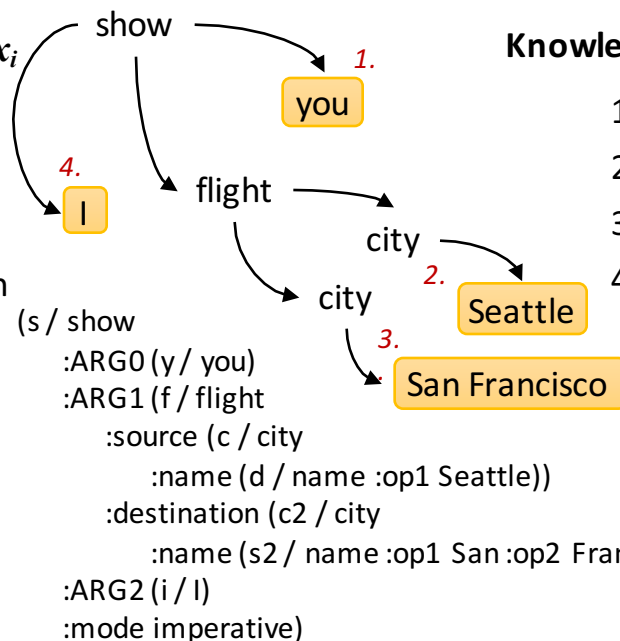 show
x_i
1.
Knowle
you
1
4.
2
flight
I
3
city
2.
4
n
city
Seattle
(s / show
3.
:ARG0 (y / you)
San Francisco
:ARG1 (f / flight
:source (c / city
:name (d / name :op1 Seattle))
:destination (c2 / city
:name (s2 / name :op1 San :op2 Fran
:ARG2 (i / I)
:mode imperative)